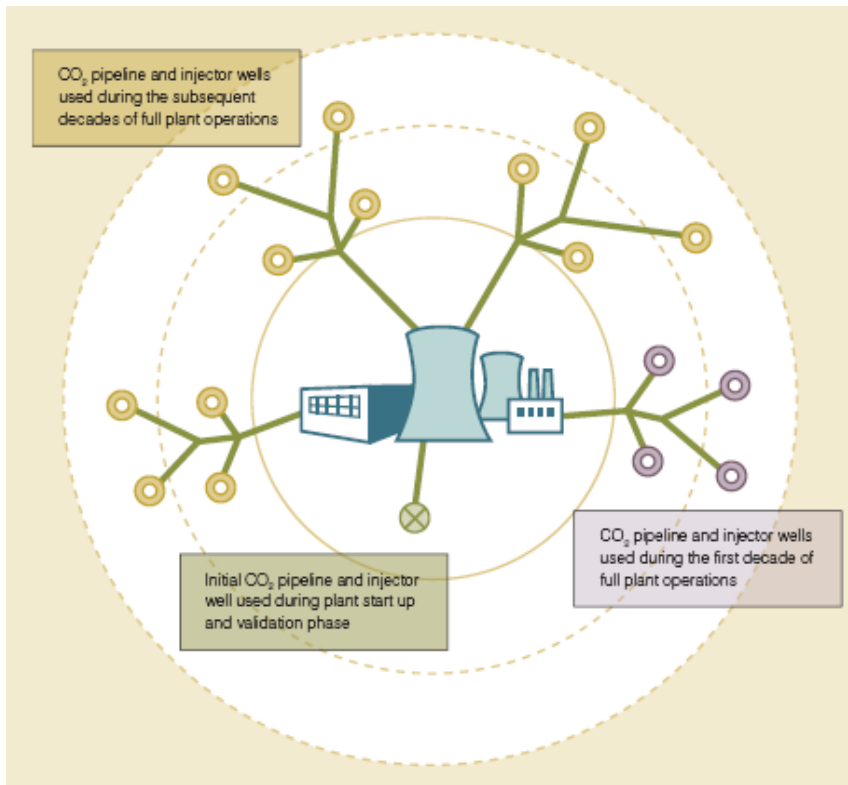 CO₂ pipeline and injector wells
used during the subsequent
decades of full plant operations
Initial CO₂ pipeline and injector
well used during plant start up
and validation phase
CO₂ pipeline and injector wells
used during the first decade of
full plant operations